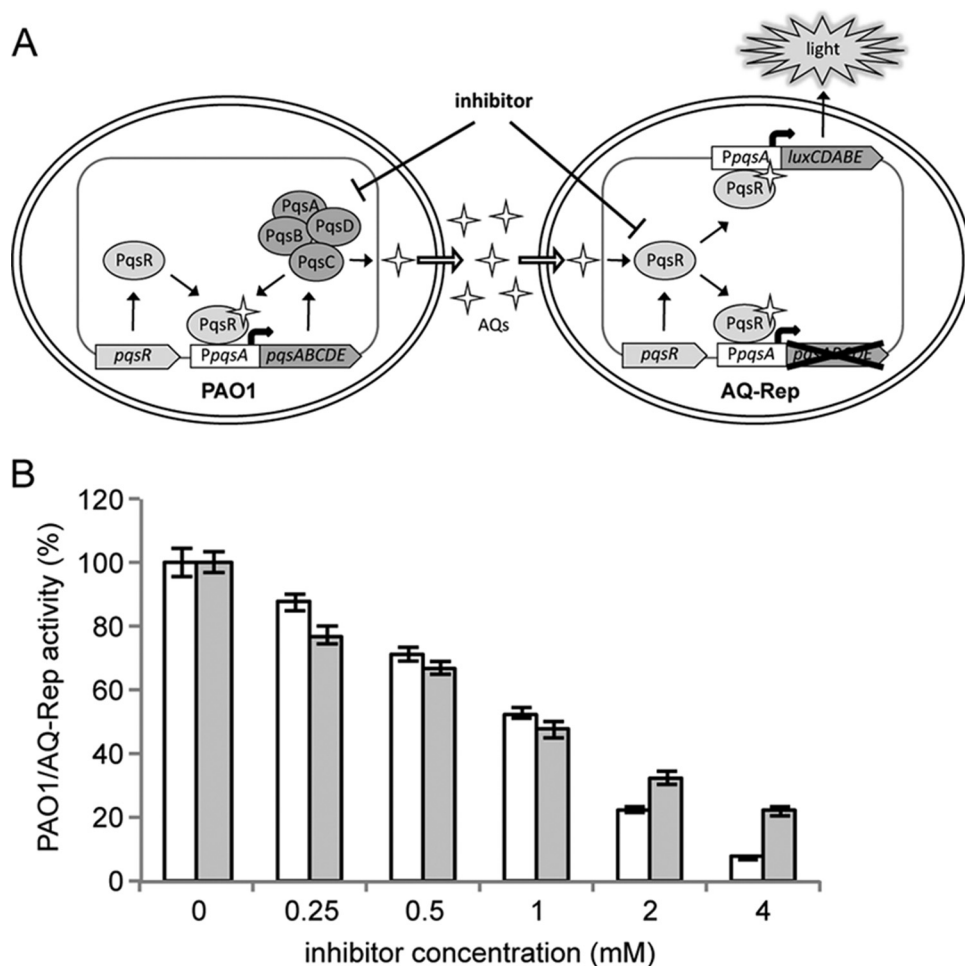 A
light
inhibitor
PpqsA luxCDABE
PqsR
PqsA
PqsB PqsD
PqsC
PqsR
PqsR
PqsR
PqsR
AQs
pqsR PpqsA pqsABCDE
pqsR PpqsA pqsABCDE
PAO1
AQ-Rep
B
PAO1/AQ-Rep activity (%)
120
100
80
60
40
20
0
0 0.25 0.5 1 2 4
inhibitor concentration (mM)